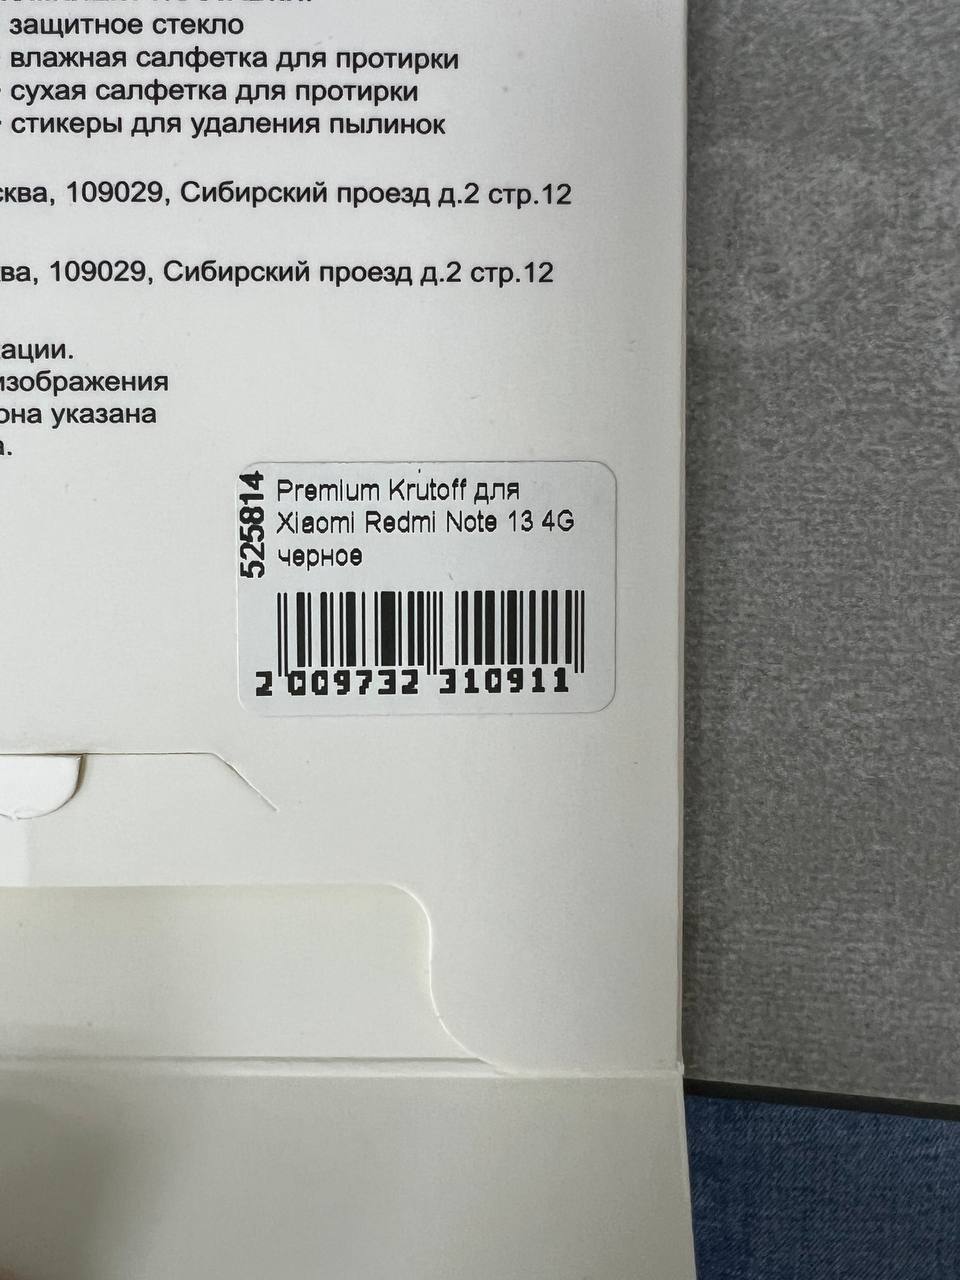 защитное стекло
влажная салфетка для протирки
сухая салфетка для протирки
стикеры для удаления пылинок
109029, Сибирский проезд д.2 стр.12
109029, Сибирский проезд д.2 стр.12
изображения
указана
525814
Premium Krutoff для
Xiaomi Redmi Note 13 4G
черное
2 009732 310911